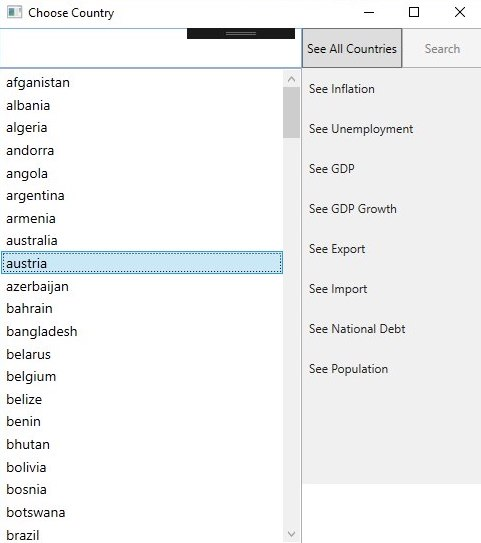 Choose Country
See All Countries
Search
afganistan
albania
algeria
andorra
angola
argentina
armenia
australia
austria
azerbaijan
bahrain
bangladesh
belarus
belgium
belize
benin
bhutan
bolivia
bosnia
botswana
brazil
See Inflation
See Unemployment
See GDP
See GDP Growth
See Export
See Import
See National Debt
See Population